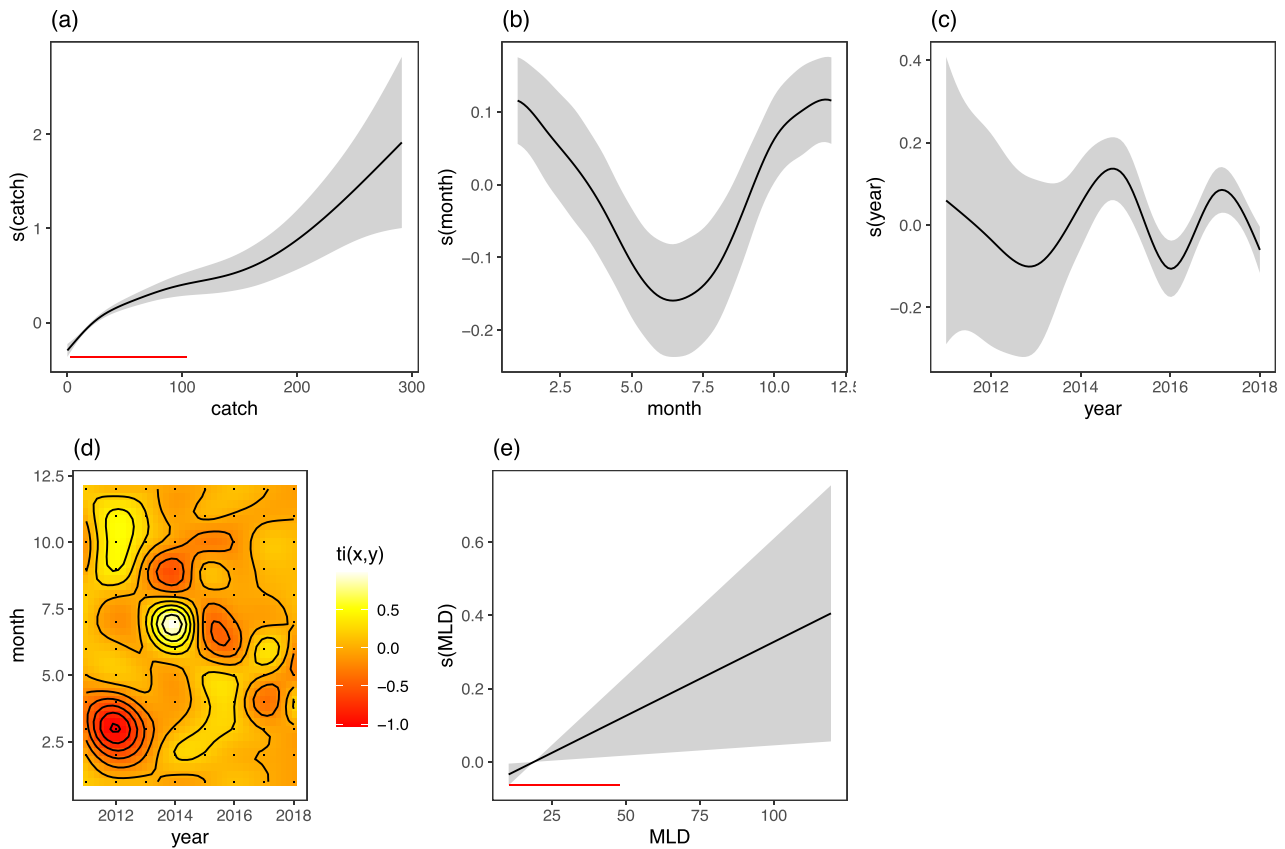 (a)
s(catch)
2
1
0
0
100
200
300
catch
(b)
s(month)
0.1
0.0
−0.1
−0.2
2.5
5.0
7.5
10.0
12.5
month
(c)
s(year)
0.4
0.2
0.0
−0.2
2012
2014
2016
2018
year
(d)
month
12.5
10.0
7.5
5.0
2.5
2012
2014
2016
2018
year
ti(x,y)
0.5
0.0
−0.5
−1.0
(e)
s(MLD)
0.6
0.4
0.2
0.0
25
50
75
100
MLD